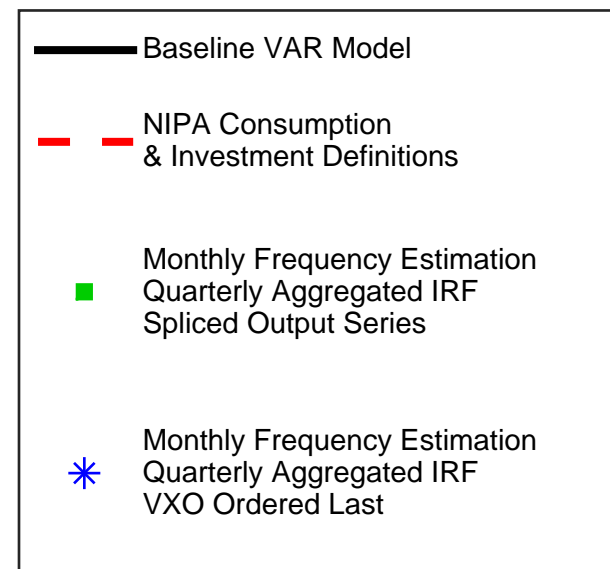 Baseline VAR Model
NIPA Consumption
& Investment Definitions
Monthly Frequency Estimation
Quarterly Aggregated IRF
Spliced Output Series
Monthly Frequency Estimation
Quarterly Aggregated IRF
VXO Ordered Last